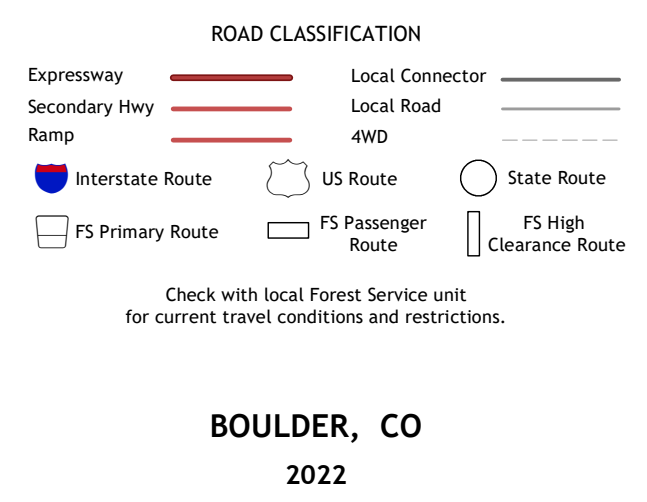 ROAD CLASSIFICATION
Expressway
Local Connector
Secondary Hwy
Local Road
Ramp
4WD
Interstate Route
US Route
State Route
FS Primary Route
FS Passenger
Route
FS High
Clearance Route
Check with local Forest Service unit
for current travel conditions and restrictions.
BOULDER, CO
2022